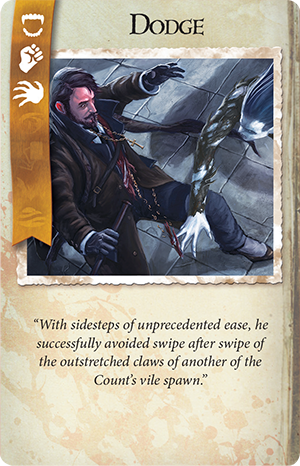 Dodge
“With sidesteps of unprecedented ease, he
successfully avoided swipe after swipe of
the outstretched claws of another of the
Count’s vile spawn.”